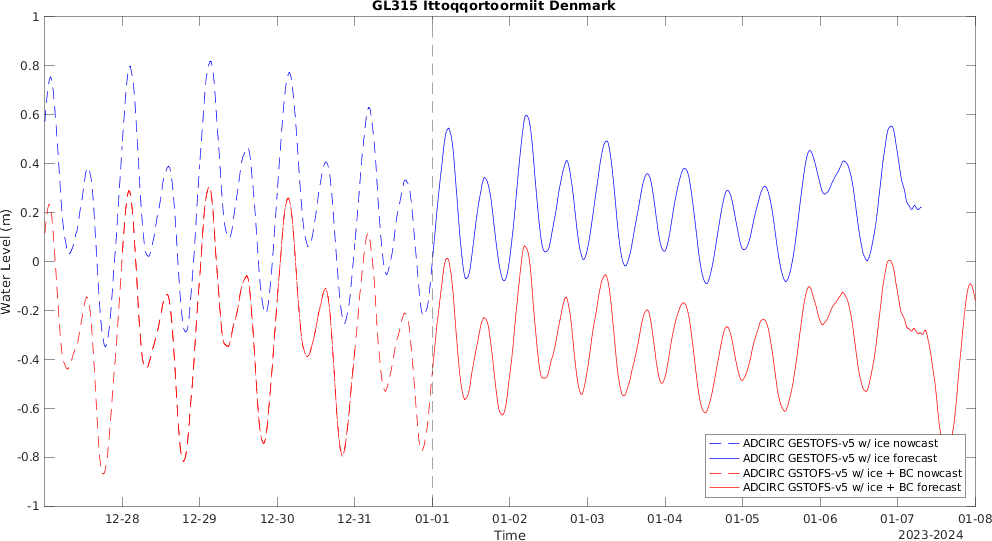 GL315 Ittoqqortoormiit Denmark
Water Level (m)
1
0.8
0.6
0.4
0.2
0
-0.2
-0.4
-0.6
-0.8
-1
ADCIRC GESTOFS-v5 w/ ice nowcast
ADCIRC GESTOFS-v5 w/ ice forecast
ADCIRC GSTOFS-v5 w/ ice + BC nowcast
ADCIRC GSTOFS-v5 w/ ice + BC forecast
12-28 12-29 12-30 12-31 01-01 01-02 01-03 01-04 01-05 01-06 01-07 01-08
Time
2023-2024